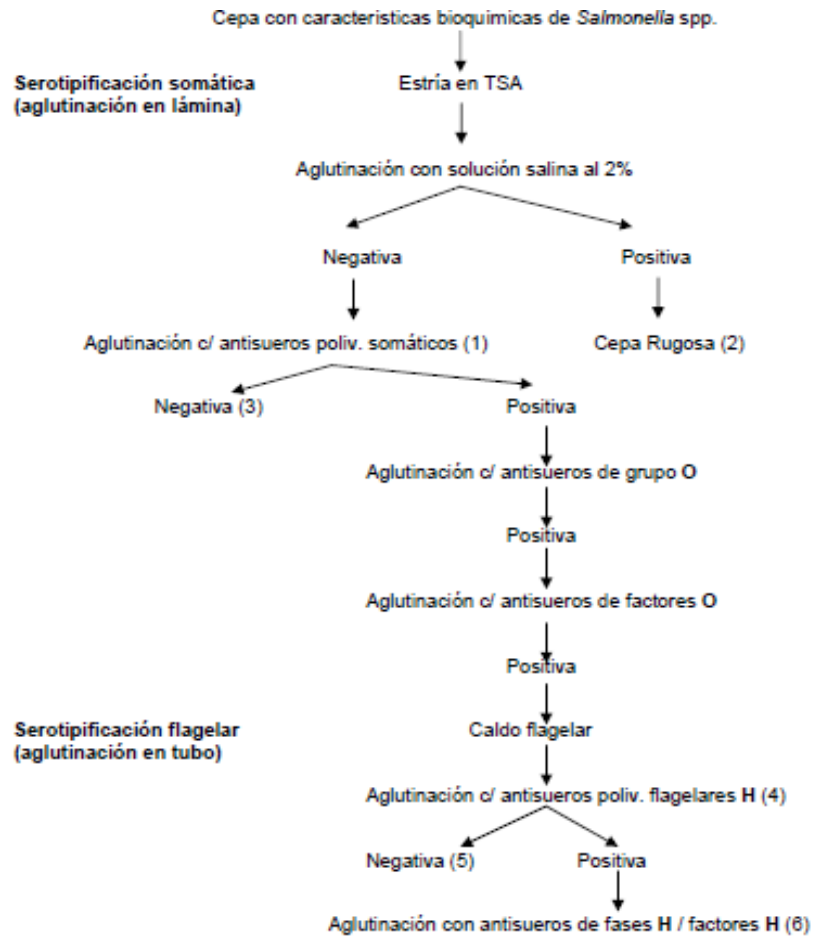 Cepa con caracteristicas bioquimicas de Salmonella spp.
Serotipificación somática
(aglutinación en lámina)
Estría en TSA
Aglutinación con solución salina al 2%
Negativa
Positiva
Aglutinación c/ antisueros poliv. somáticos (1)
Cepa Rugosa (2)
Negativa (3)
Positiva
Aglutinación c/ antisueros de grupo O
Positiva
Aglutinación c/ antisueros de factores O
Positiva
Serotipificación flagelar
(aglutinación en tubo)
Caldo flagelar
Aglutinación c/ antisueros poliv. flagelares H (4)
Negativa (5)
Positiva
Aglutinación con antisueros de fases H / factores H (6)